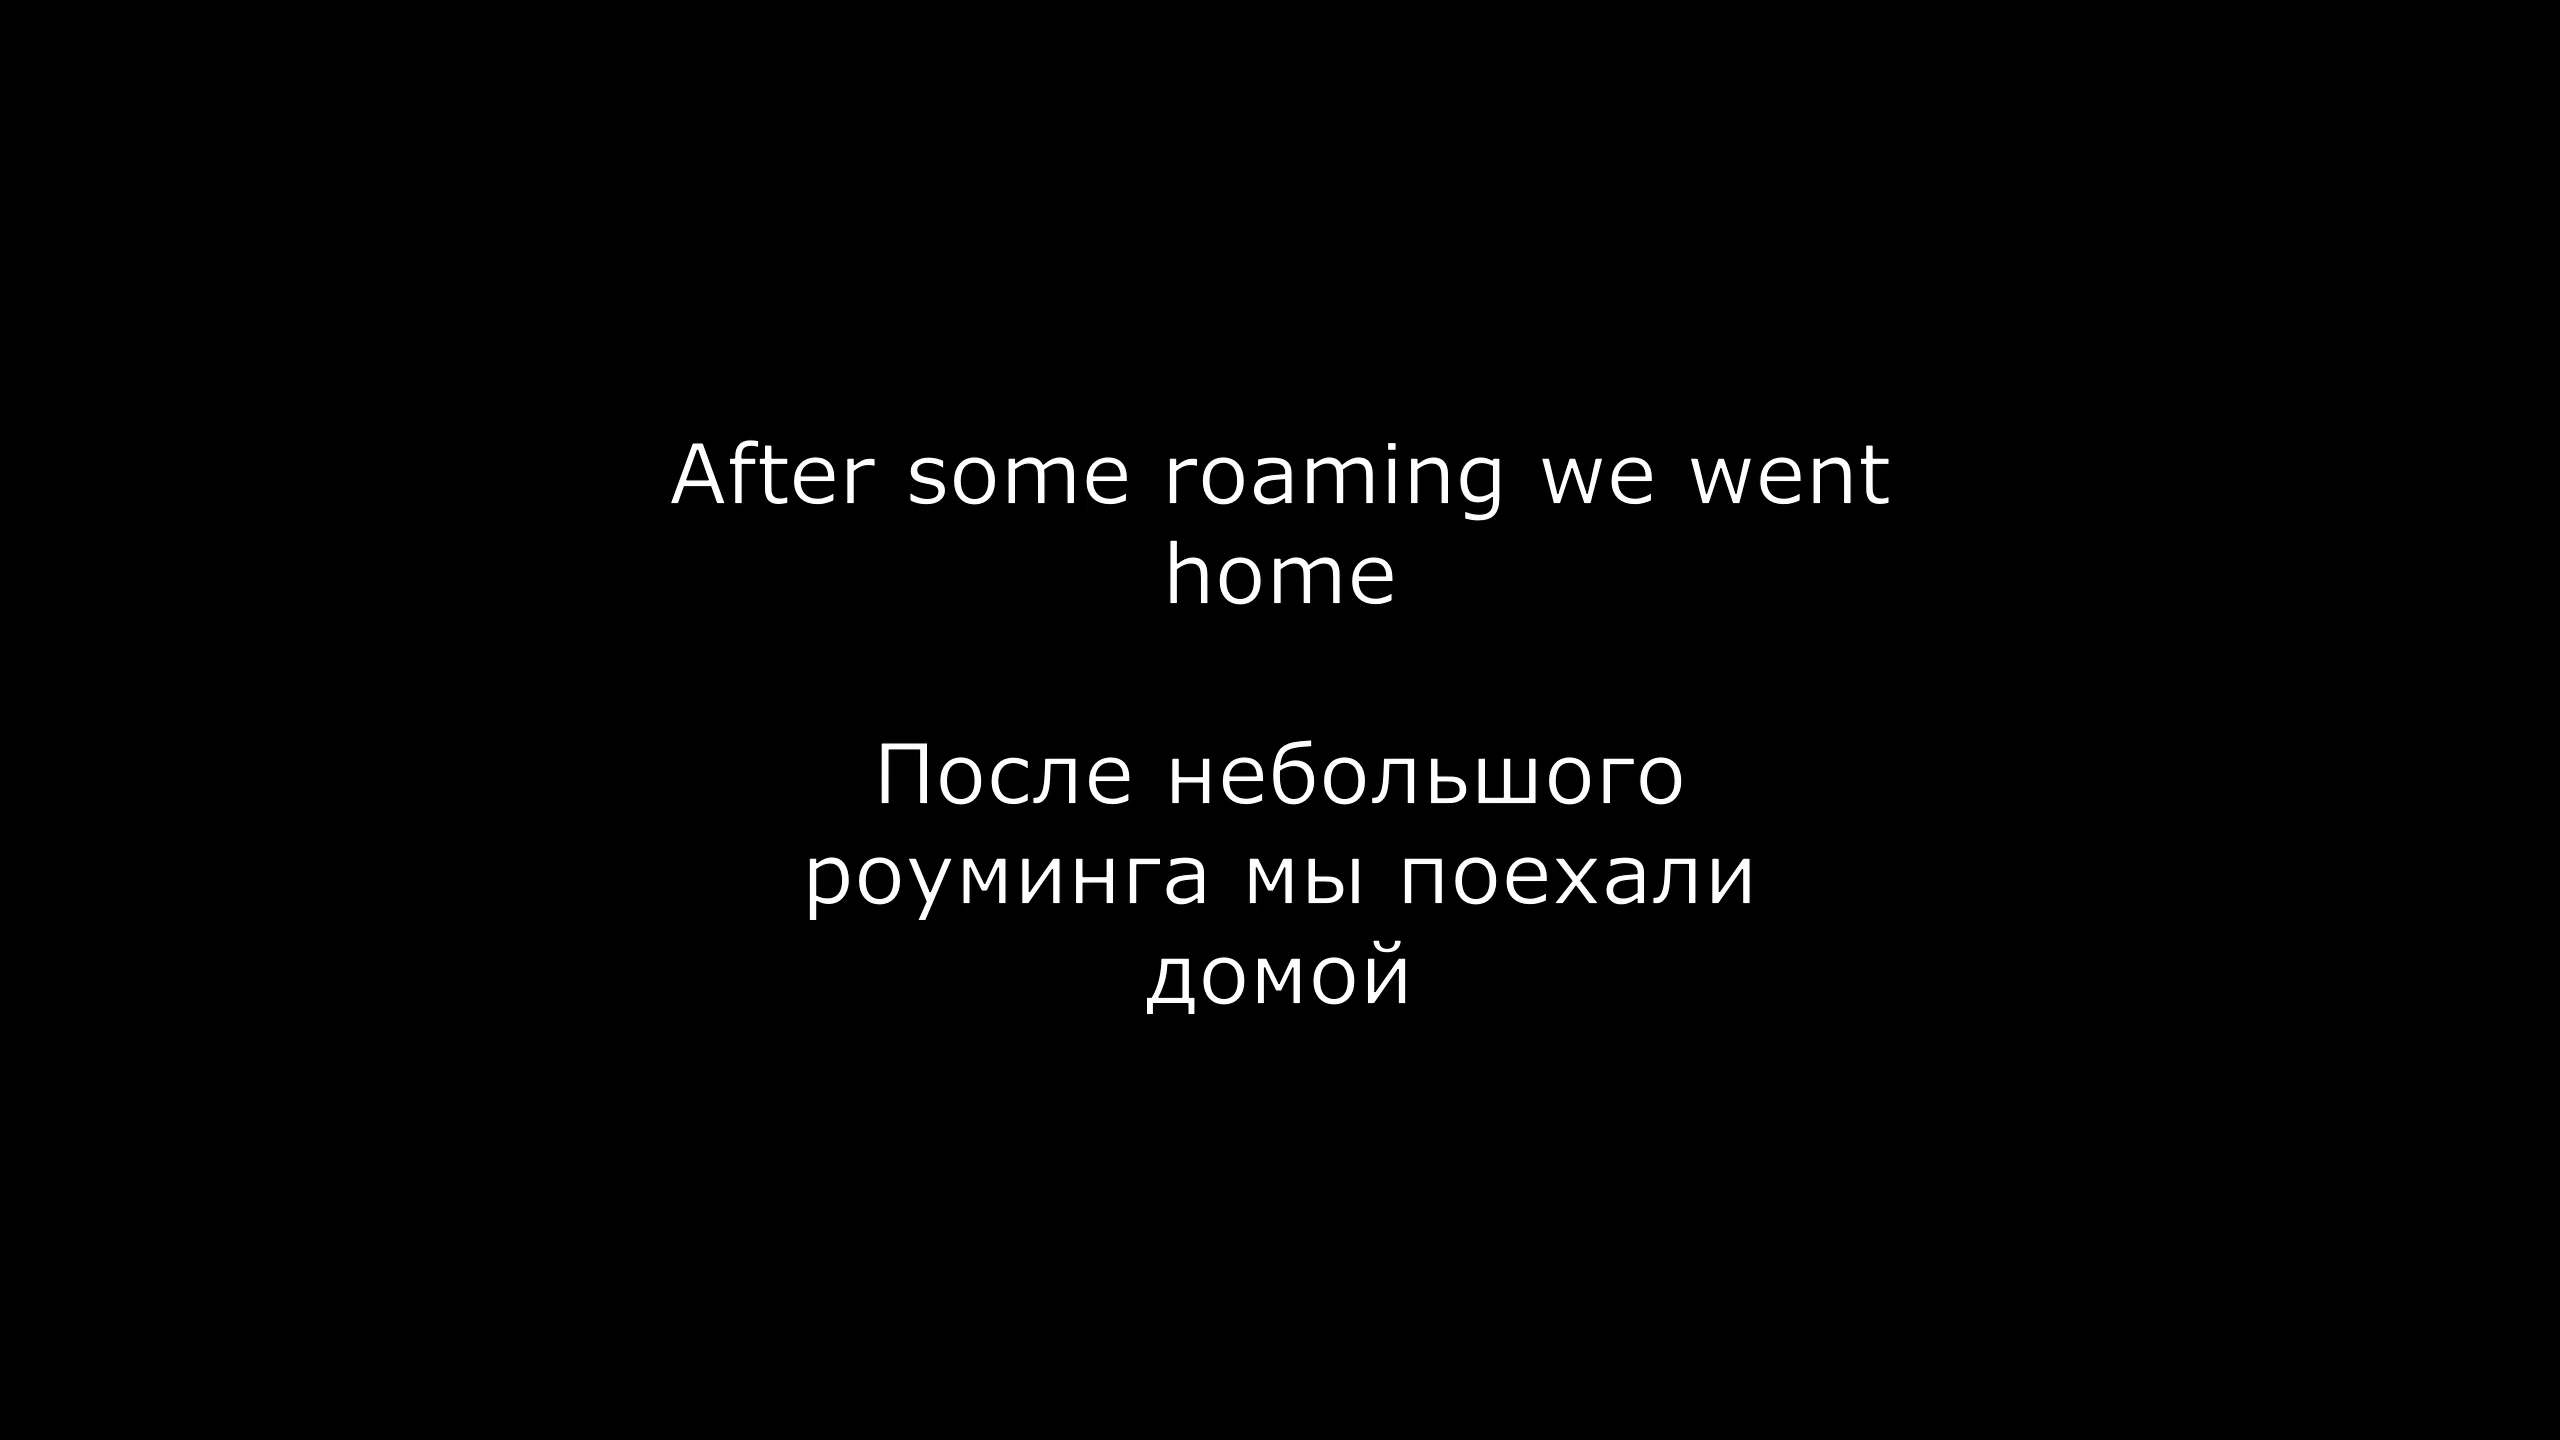 After some roaming we went
home
После небольшого
роуминга мы поехали
домой